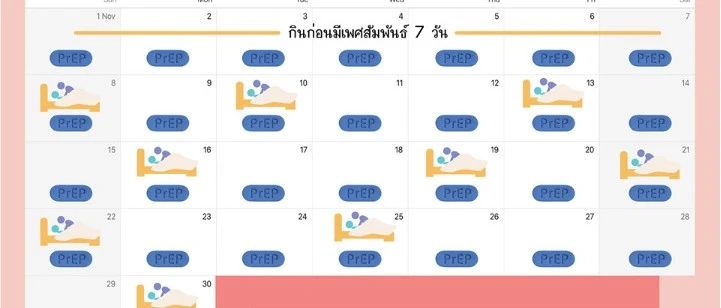 Sun Mon Tue Wed Thu Fri Sat
1 Nov 2 3 4 5 6 7
กินก่อนมีเพศสัมพันธ์ 7 วัน
PrEP PrEP PrEP PrEP PrEP PrEP PrEP
8 9 10 11 12 13 14
PrEP PrEP PrEP PrEP PrEP PrEP PrEP
15 16 17 18 19 20 21
PrEP PrEP PrEP PrEP PrEP PrEP PrEP
22 23 24 25 26 27 28
PrEP PrEP PrEP PrEP PrEP PrEP PrEP
29 30